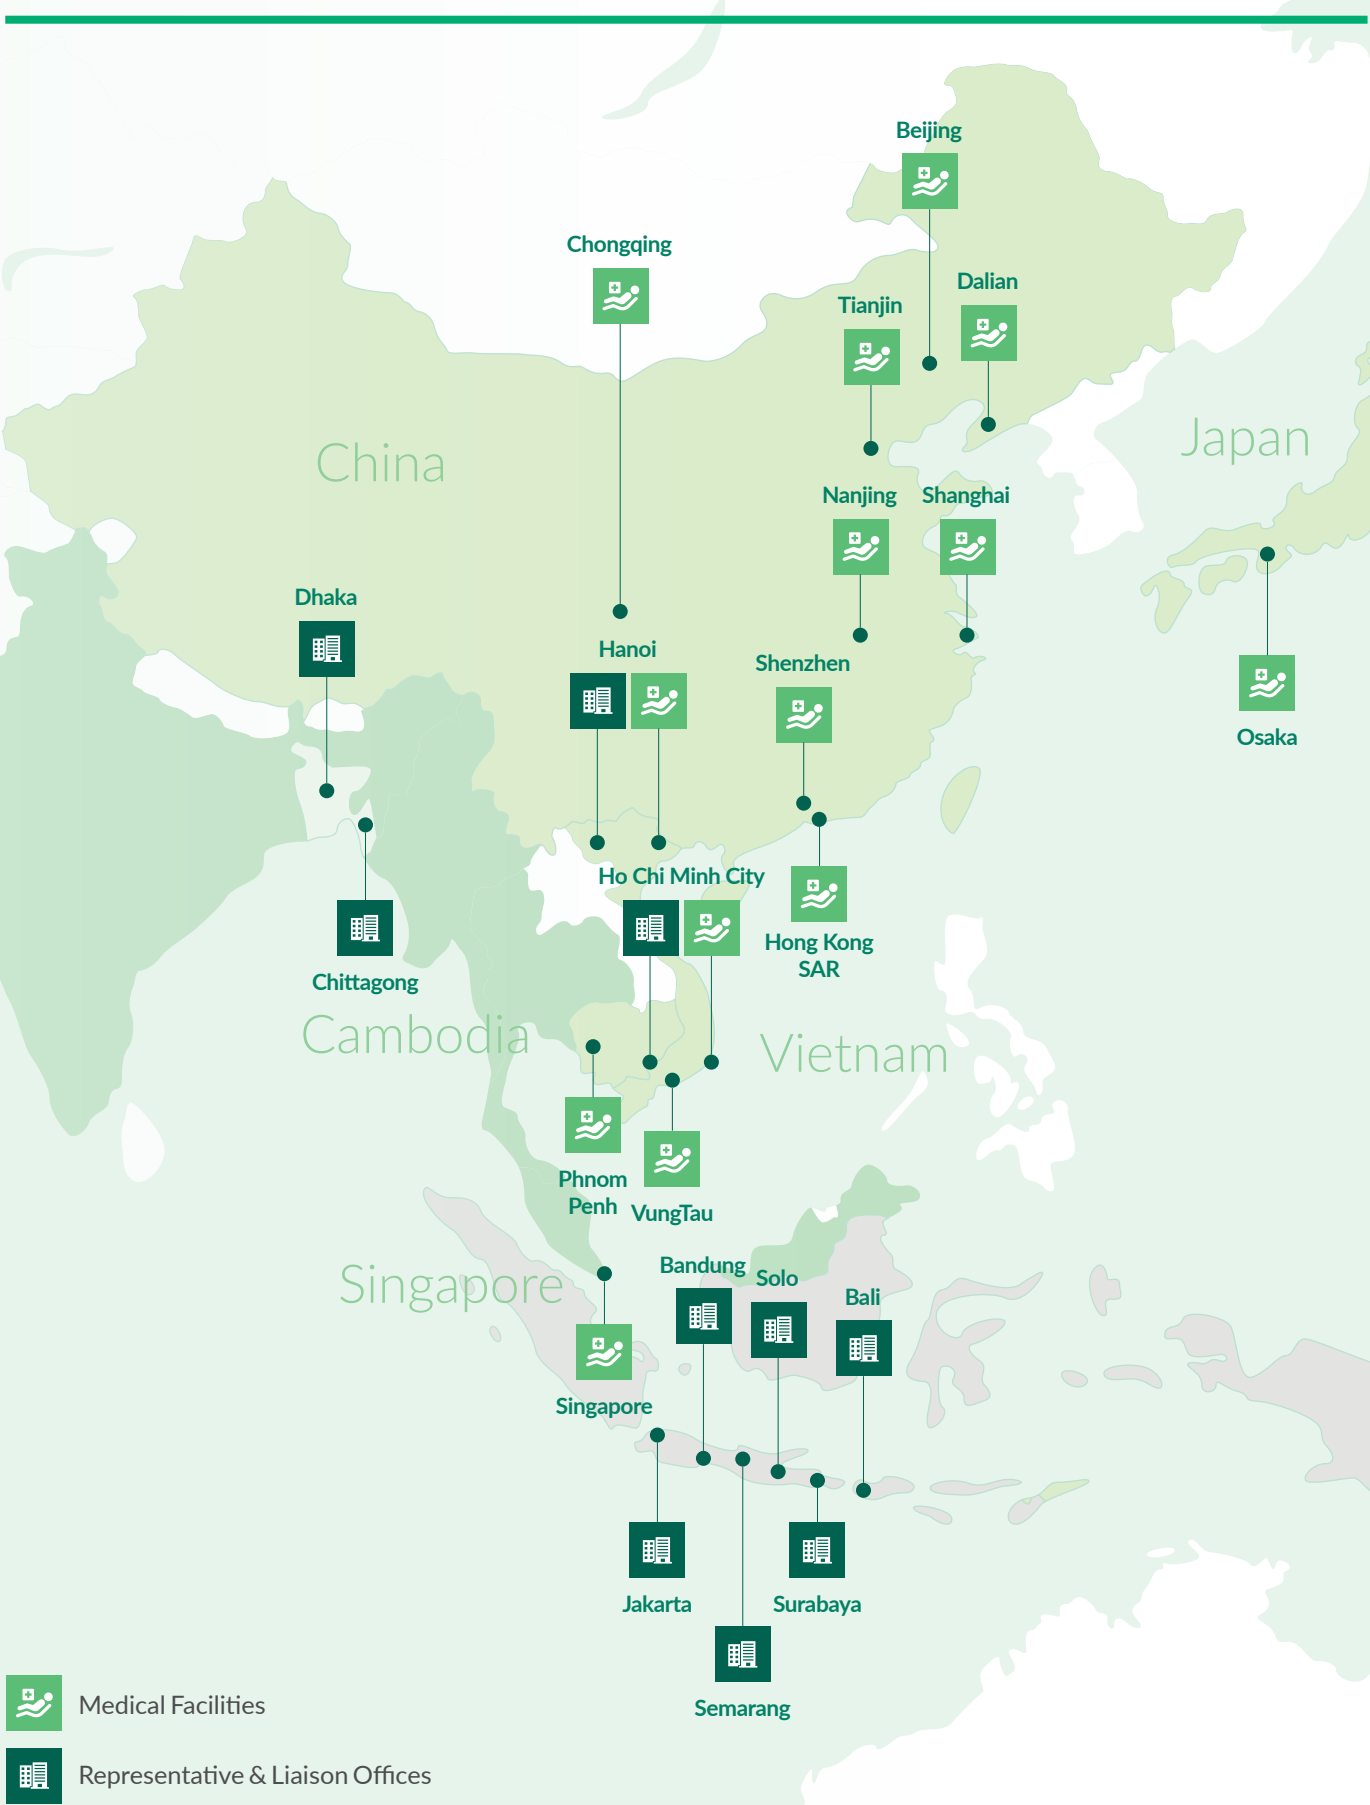 Beijing
Chongqing
Dalian
Tianjin
China
Japan
Nanjing
Shanghai
Dhaka
Hanoi
Shenzhen
Osaka
Ho Chi Minh City
Hong Kong
SAR
Chittagong
Cambodia
Vietnam
Phnom
Penh
VungTau
Singapore
Bandung
Solo
Bali
Singapore
Jakarta
Surabaya
Semarang
Medical Facilities
Representative & Liaison Offices